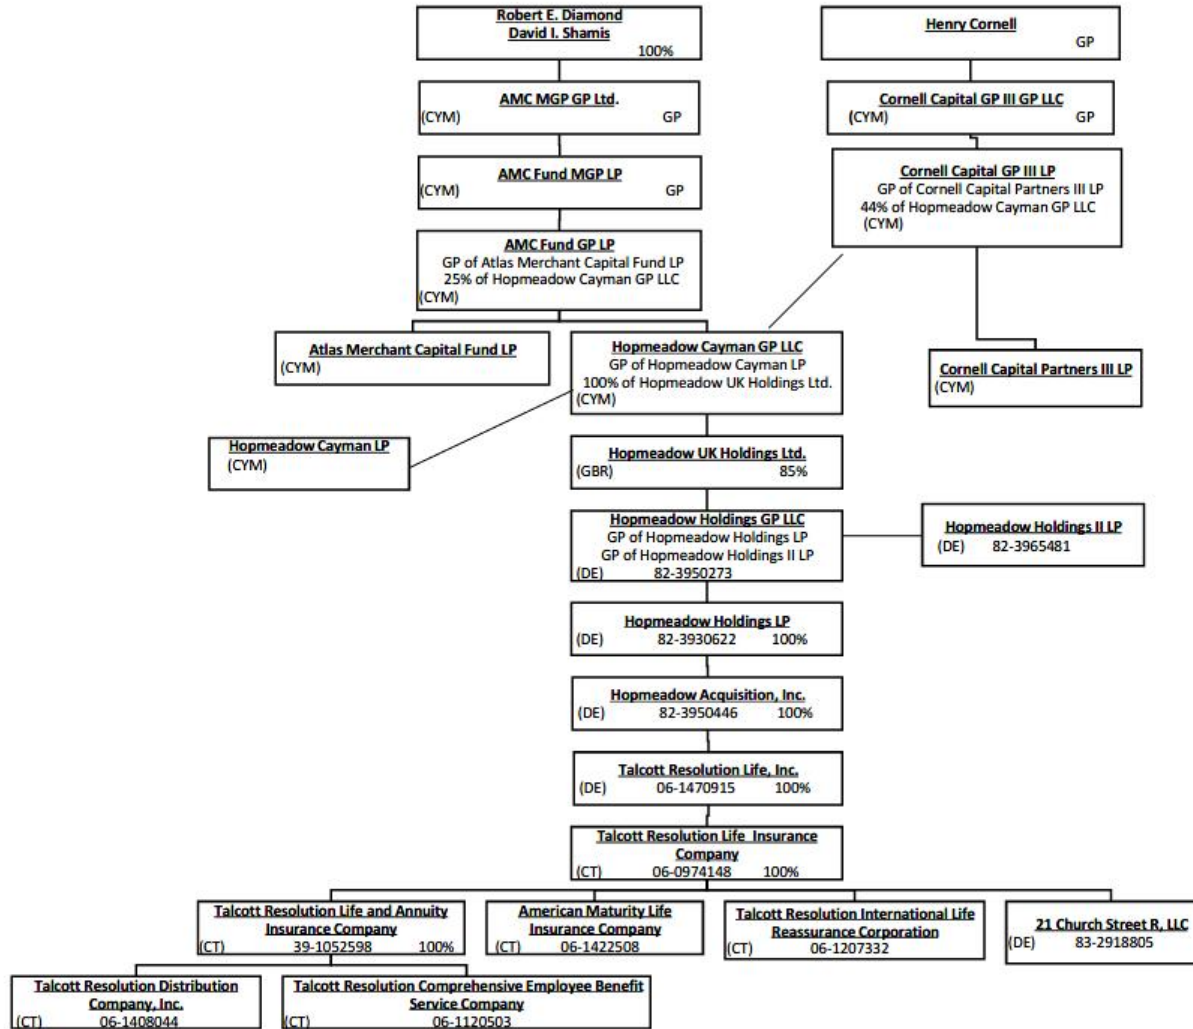 Robert E. Diamond
David I. Shamis
100%
Henry Cornell
GP
AMC MGP GP Ltd.
(CYM) GP
Cornell Capital GP III GP LLC
(CYM) GP
AMC Fund MGP LP
(CYM) GP
Cornell Capital GP III LP
GP of Cornell Capital Partners III LP
44% of Hopmeadow Cayman GP LLC
(CYM)
AMC Fund GP LP
GP of Atlas Merchant Capital Fund LP
25% of Hopmeadow Cayman GP LLC
(CYM)
Atlas Merchant Capital Fund LP
(CYM)
Hopmeadow Cayman GP LLC
GP of Hopmeadow Cayman LP
100% of Hopmeadow UK Holdings Ltd.
(CYM)
Cornell Capital Partners III LP
(CYM)
Hopmeadow Cayman LP
(CYM)
Hopmeadow UK Holdings Ltd.
(GBR) 85%
Hopmeadow Holdings GP LLC
GP of Hopmeadow Holdings LP
GP of Hopmeadow Holdings II LP
(DE) 82-3950273
Hopmeadow Holdings II LP
(DE) 82-3965481
Hopmeadow Holdings LP
(DE) 82-3930622 100%
Hopmeadow Acquisition, Inc.
(DE) 82-3950446 100%
Talcott Resolution Life, Inc.
(DE) 06-1470915 100%
Talcott Resolution Life Insurance
Company
(CT) 06-0974148 100%
Talcott Resolution Life and Annuity
Insurance Company
(CT) 39-1052598 100%
American Maturity Life
Insurance Company
(CT) 06-1422508
Talcott Resolution International Life
Reassurance Corporation
(CT) 06-1207332
21 Church Street R, LLC
(DE) 83-2918805
Talcott Resolution Distribution
Company, Inc.
(CT) 06-1408044
Talcott Resolution Comprehensive Employee Benefit
Service Company
(CT) 06-1120503